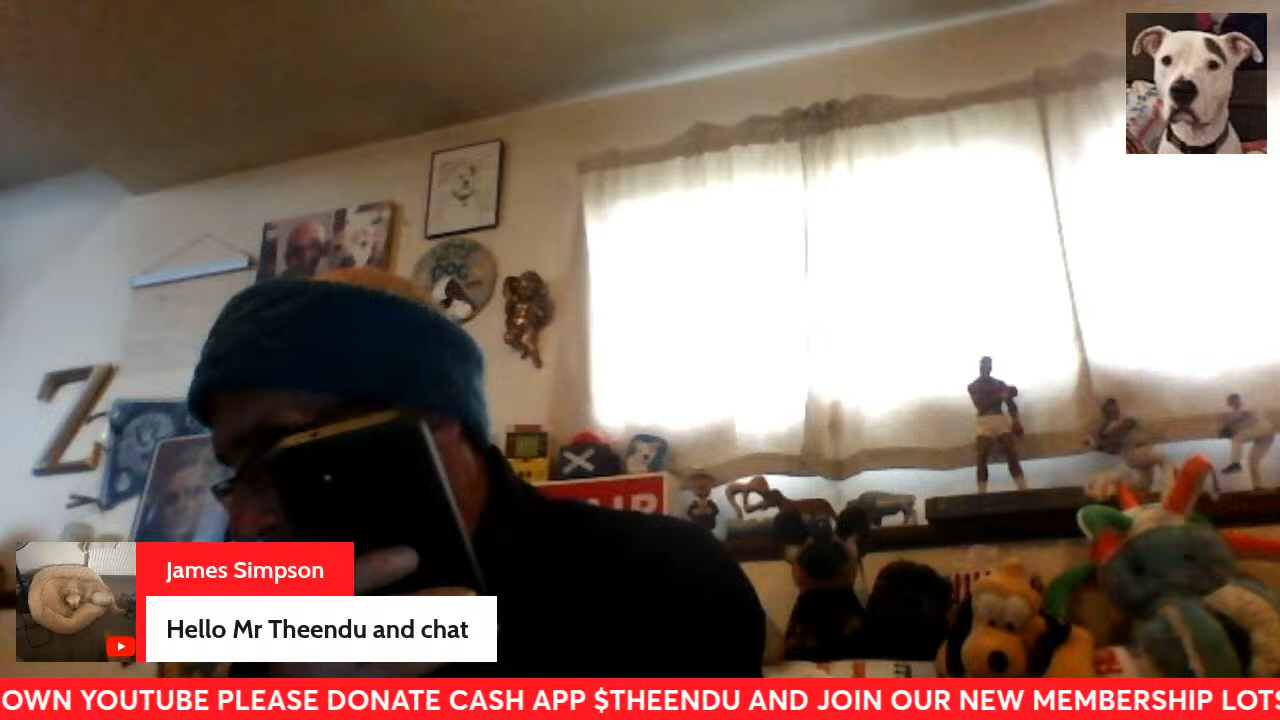 DOG
Z
James Simpson
Hello Mr Theendu and chat
OWN YOUTUBE PLEASE DONATE CASH APP $THEENDU AND JOIN OUR NEW MEMBERSHIP LOTS